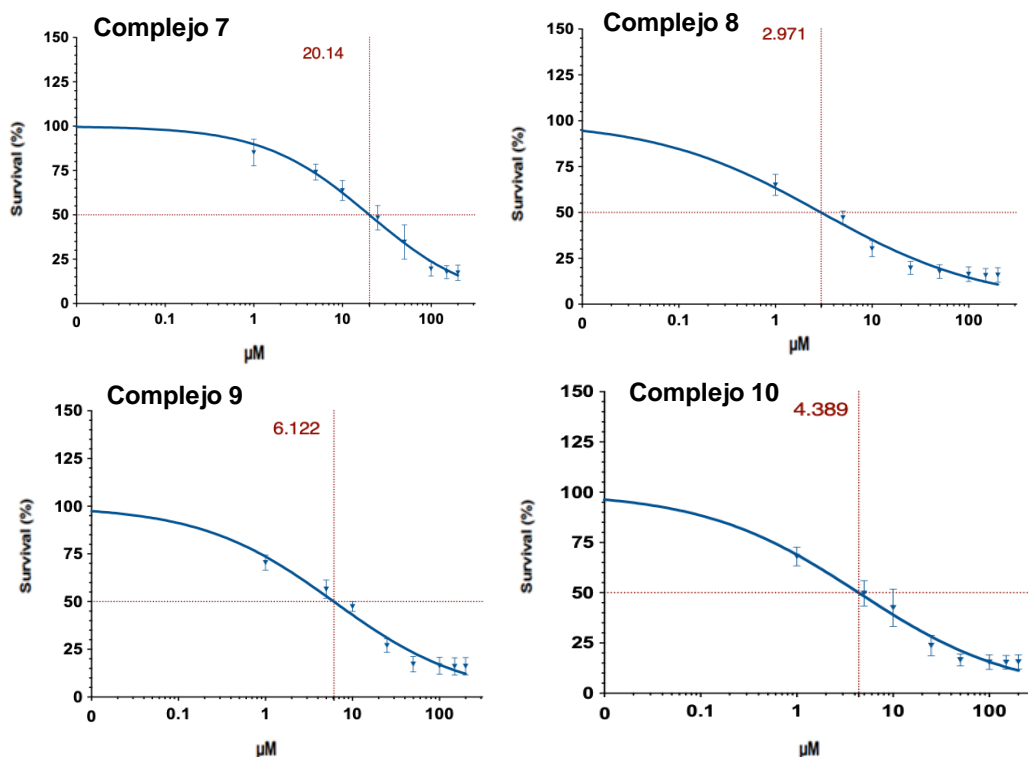 Complejo 7
20.14
150
125
100
75
50
25
0
Survival (%)
0 0.1 1 10 100
µM
Complejo 8
2.971
150
125
100
75
50
25
0
Survival (%)
0 0.1 1 10 100
µM
Complejo 9
6.122
150
125
100
75
50
25
0
Survival (%)
0 0.1 1 10 100
µM
Complejo 10
4.389
150
125
100
75
50
25
0
Survival (%)
0 0.1 1 10 100
µM